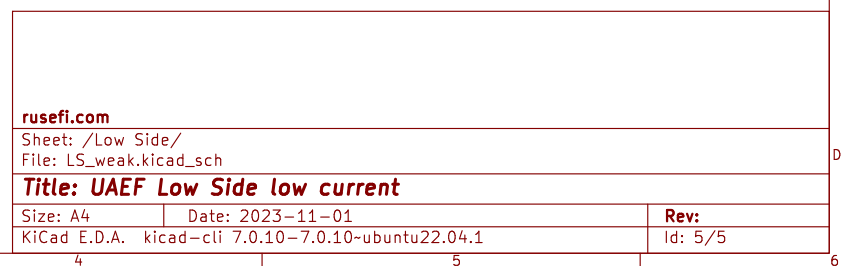 rusefi.com
Sheet: /Low Side/
File: LS_weak.kicad_sch
Title: UAEF Low Side low current
Size: A4 Date: 2023-11-01 Rev:
KiCad E.D.A. kicad-cli 7.0.10-7.0.10~ubuntu22.04.1 Id: 5/5
D
4 5 6